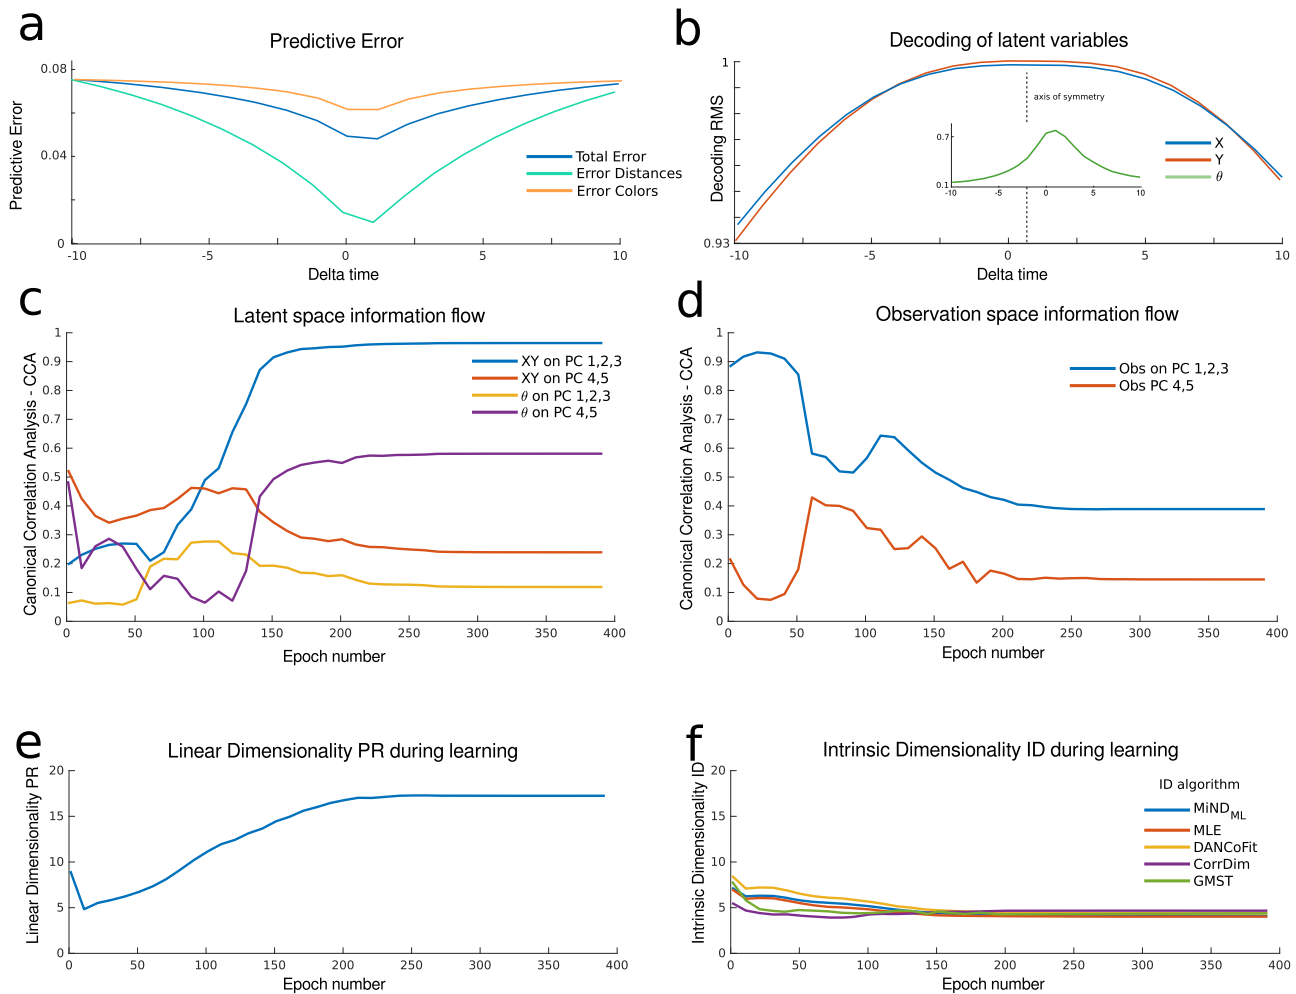 a
Predictive Error
Predictive Error
0.08
0.04
0
-10
-5
0
5
10
Delta time
Total Error
Error Distances
Error Colors
b
Decoding of latent variables
Decoding RMS
1
0.93
-10
-5
0
5
10
Delta time
axis of symmetry
0.7
0.1
-10
-5
0
5
10
X
Y
θ
c
Latent space information flow
Canonical Correlation Analysis - CCA
1
0.9
0.8
0.7
0.6
0.5
0.4
0.3
0.2
0.1
0
0 50 100 150 200 250 300 350 400
Epoch number
XY on PC 1,2,3
XY on PC 4,5
θ on PC 1,2,3
θ on PC 4,5
d
Observation space information flow
Canonical Correlation Analysis - CCA
1
0.9
0.8
0.7
0.6
0.5
0.4
0.3
0.2
0.1
0
0 50 100 150 200 250 300 350 400
Epoch number
Obs on PC 1,2,3
Obs PC 4,5
e
Linear Dimensionality PR during learning
Linear Dimensionality PR
20
15
10
5
0
0 50 100 150 200 250 300 350 400
Epoch number
f
Intrinsic Dimensionality ID during learning
Intrinsic Dimensionality ID
20
15
10
5
0
0 50 100 150 200 250 300 350 400
Epoch number
ID algorithm
MiND ML
MLE
DANCoFit
CorrDim
GMST